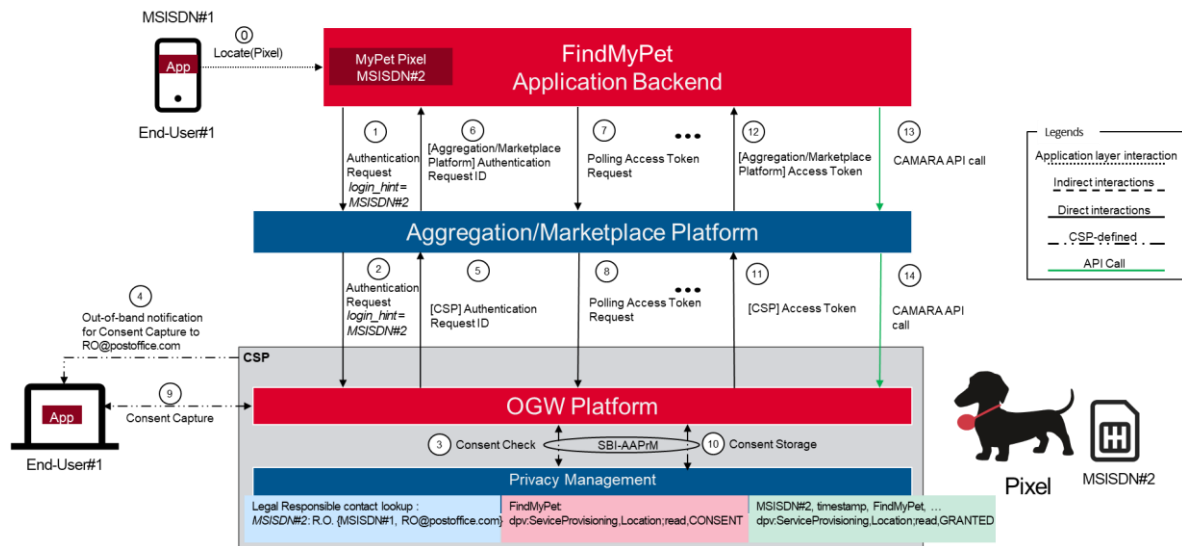 MSISDN#1
0
Locate(Pixel)
App
End-User#1
MyPet Pixel
MSISDN#2
FindMyPet
Application Backend
1
Authentication
Request
login_hint=
MSISDN#2
6
[Aggregation/Marketplace
Platform] Authentication
Request ID
7
Polling Access Token
Request
...
12
[Aggregation/Marketplace
Platform] Access Token
13
CAMARA API call
Legends
Application layer interaction
Indirect interactions
Direct interactions
CSP-defined
API Call
Aggregation/Marketplace Platform
2
Authentication
Request
login_hint=
MSISDN#2
5
[CSP] Authentication
Request ID
8
Polling Access Token
Request
...
11
[CSP] Access Token
14
CAMARA API
call
4
Out-of-band notification
for Consent Capture to
RO@postoffice.com
CSP
App
9
Consent Capture
End-User#1
OGW Platform
3
Consent Check
SBI-AAPrM
10
Consent Storage
Privacy Management
Legal Responsible contact lookup :
MSISDN#2: R.O. {MSISDN#1, RO@postoffice.com}
FindMyPet:
dpv:SeviceProvisioning,Location;read,CONSENT
MSISDN#2, timestamp, FindMyPet, ...
dpv:ServiceProvisioning,Location;read,GRANTED
Pixel
MSISDN#2